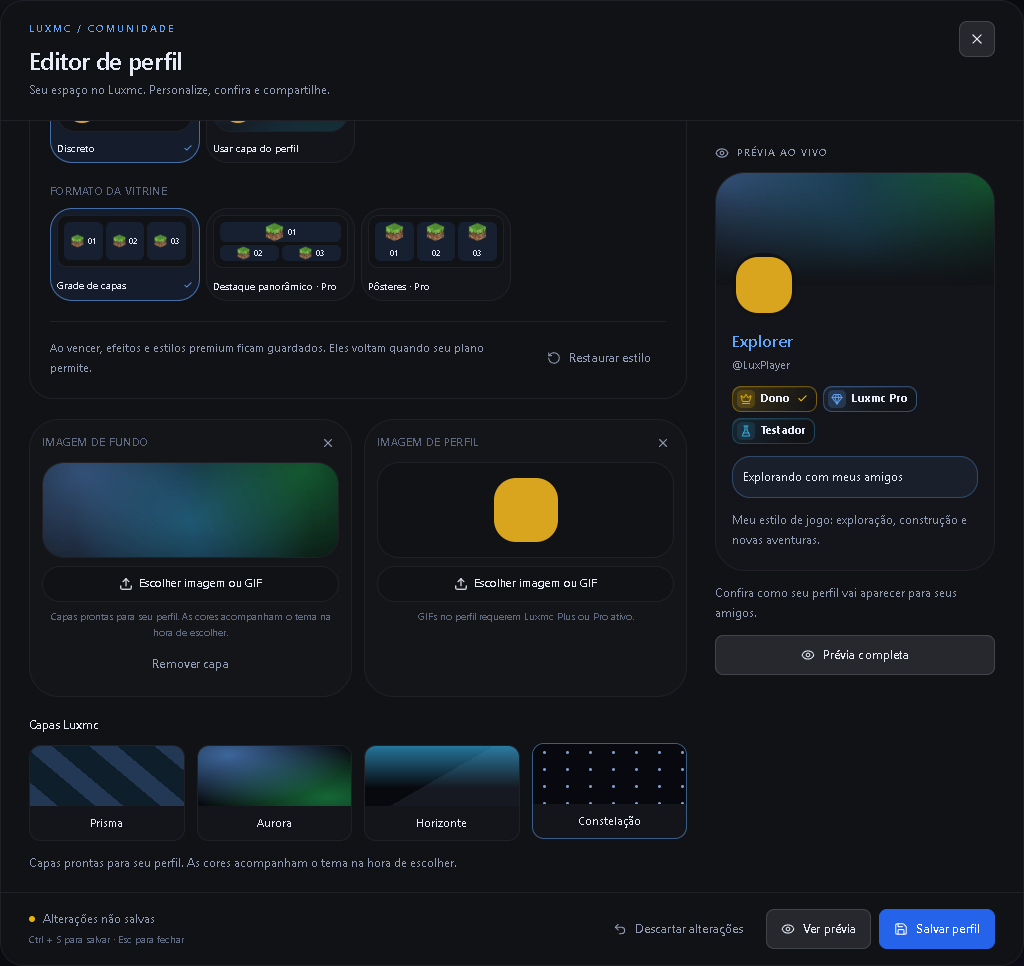 LUXMC / COMUNIDADE
Editor de perfil
Seu espaço no Luxmc. Personalize, confira e compartilhe.
Discreto
Usar capa do perfil
FORMATO DA VITRINE
01
02
03
Grade de capas
01
02
03
Destaque panorâmico · Pro
01
02
03
Pôsteres · Pro
Ao vencer, efeitos e estilos premium ficam guardados. Eles voltam quando seu plano
permite.
Restaurar estilo
IMAGEM DE FUNDO
Escolher imagem ou GIF
Capas prontas para seu perfil. As cores acompanham o tema na
hora de escolher.
Remover capa
IMAGEM DE PERFIL
Escolher imagem ou GIF
GIFs no perfil requerem Luxmc Plus ou Pro ativo.
Capas Luxmc
Prisma
Aurora
Horizonte
Constelação
Capas prontas para seu perfil. As cores acompanham o tema na hora de escolher.
PRÉVIA AO VIVO
Explorer
@LuxPlayer
Dono
Luxmc Pro
Testador
Explorando com meus amigos
Meu estilo de jogo: exploração, construção e
novas aventuras.
Confira como seu perfil vai aparecer para seus
amigos.
Prévia completa
Alterações não salvas
Ctrl + S para salvar · Esc para fechar
Descartar alterações
Ver prévia
Salvar perfil